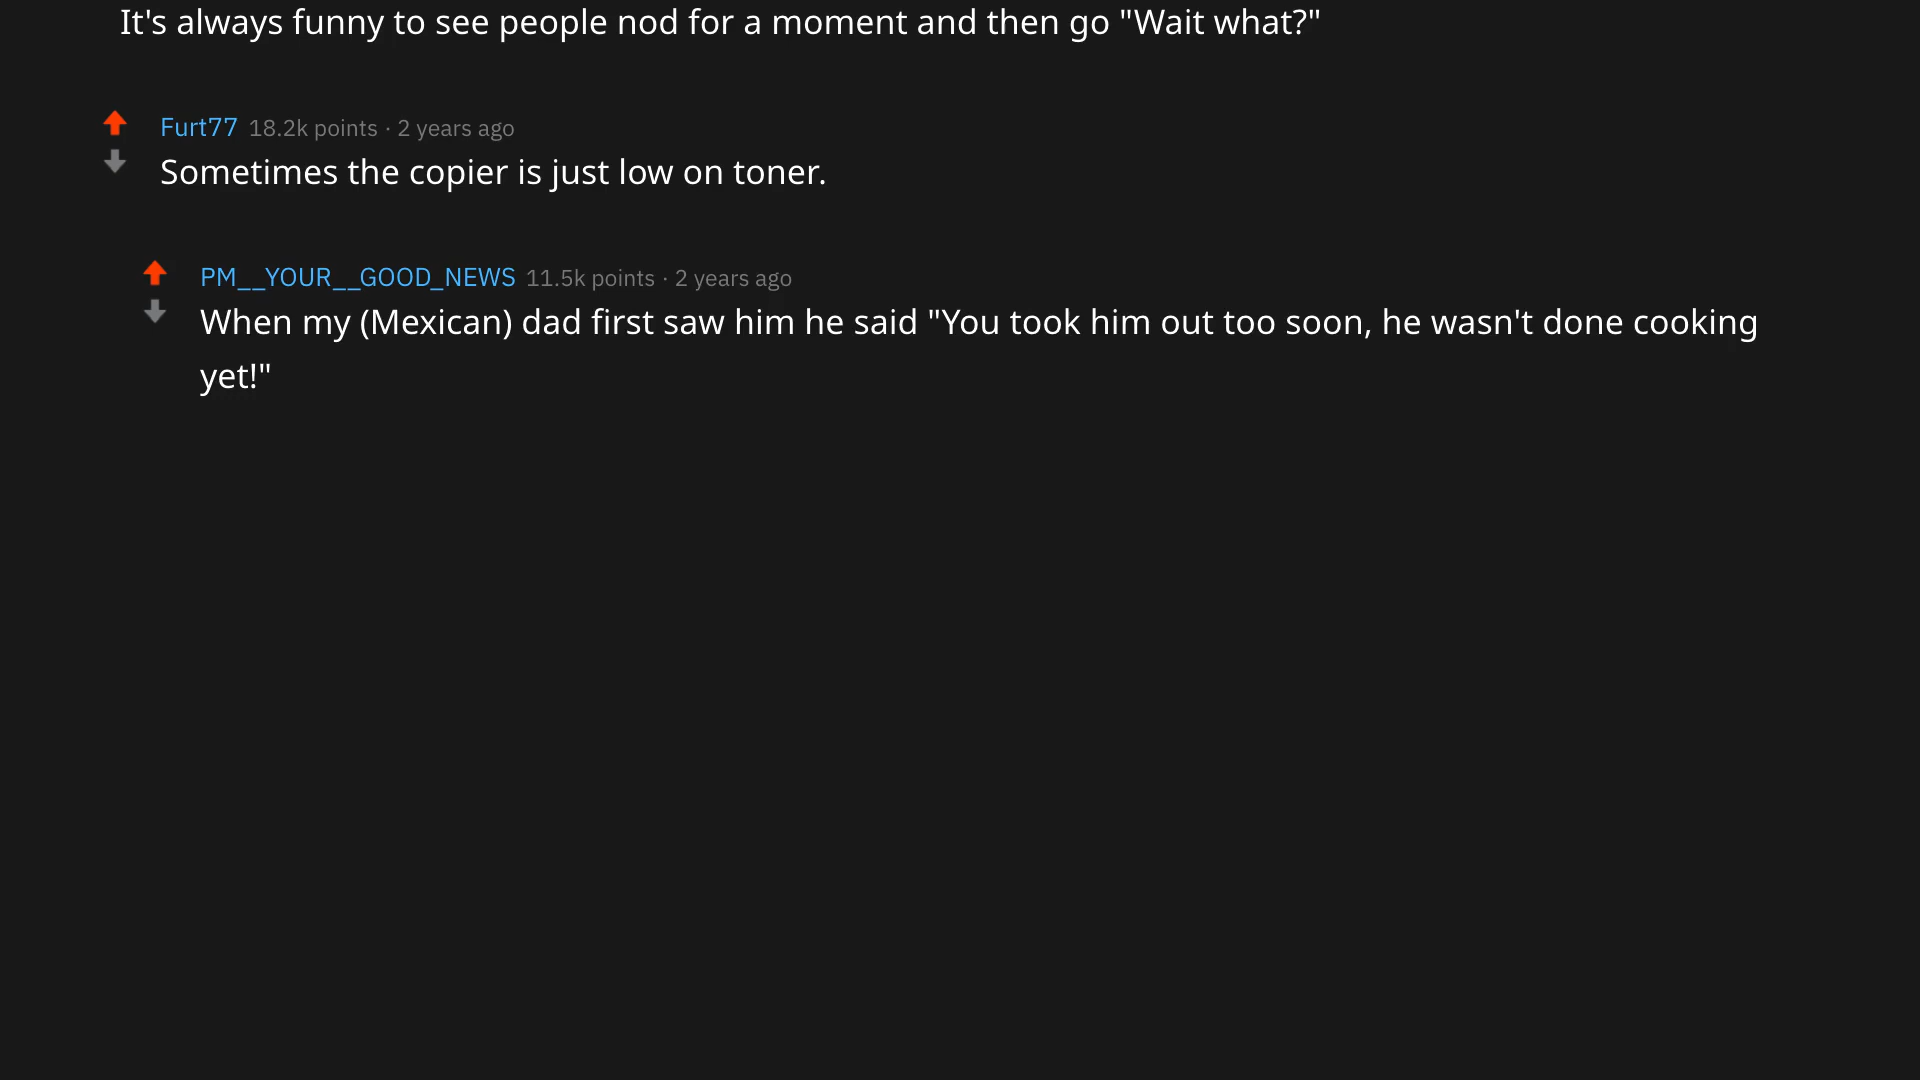 It's always funny to see people nod for a moment and then go "Wait what?"
Furt77 18.2k points · 2 years ago
Sometimes the copier is just low on toner.
PM__YOUR__GOOD_NEWS 11.5k points · 2 years ago
When my (Mexican) dad first saw him he said "You took him out too soon, he wasn't done cooking
yet!"